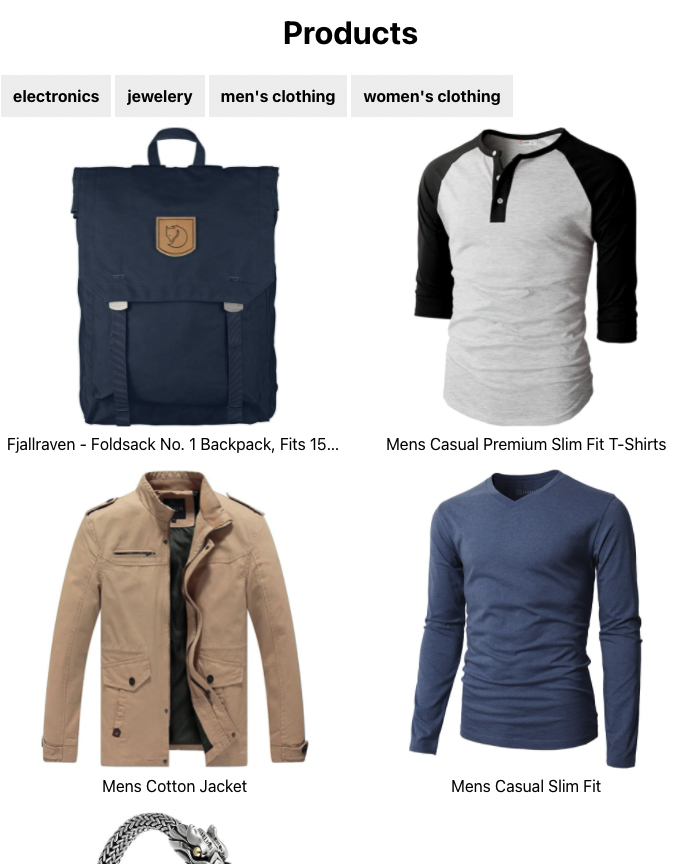 Products
electronics
jewelery
men's clothing
women's clothing
Fjallraven - Foldsack No. 1 Backpack, Fits 15...
Mens Casual Premium Slim Fit T-Shirts
Mens Cotton Jacket
Mens Casual Slim Fit